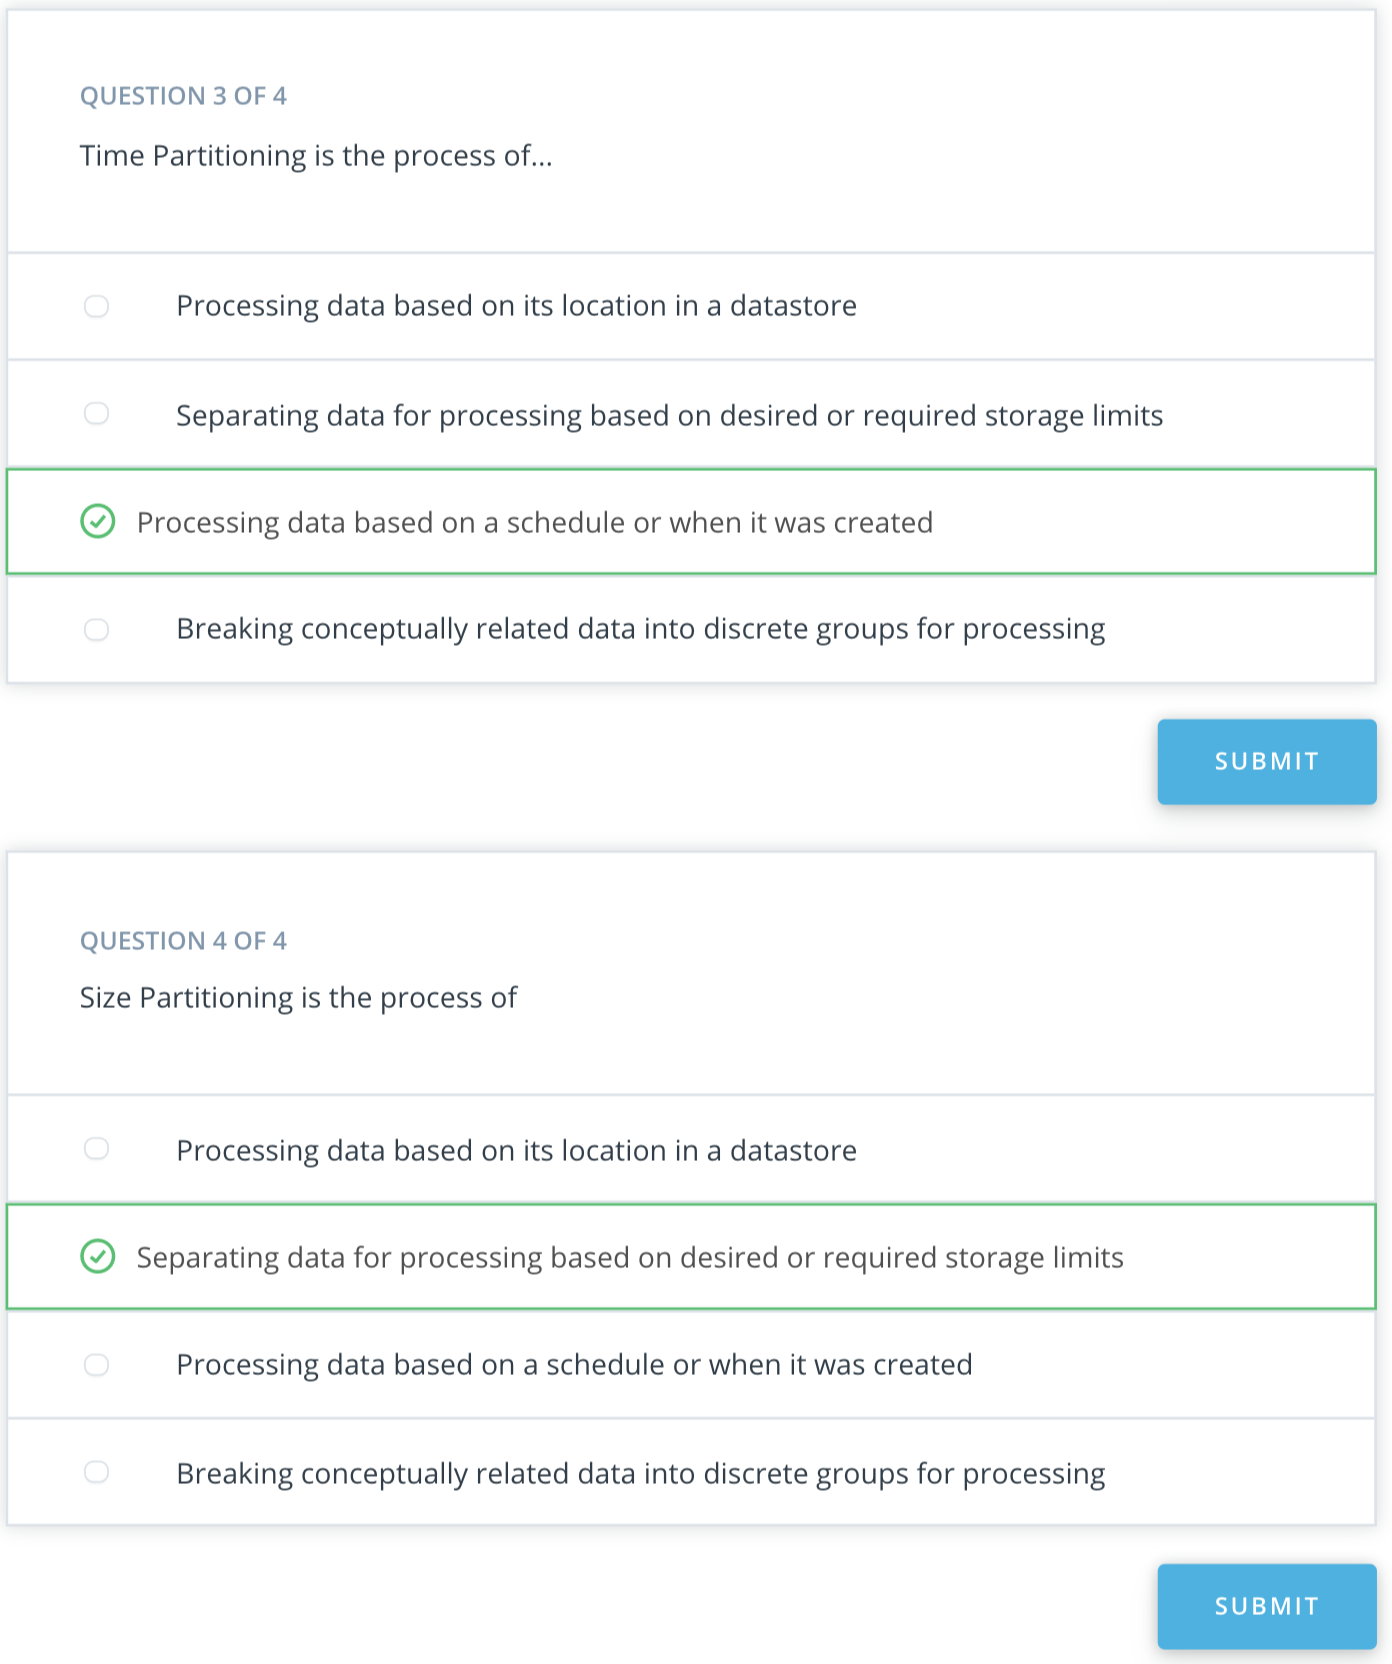 QUESTION 3 OF 4
Time Partitioning is the process of...
Processing data based on its location in a datastore
Separating data for processing based on desired or required storage limits
Processing data based on a schedule or when it was created
Breaking conceptually related data into discrete groups for processing
SUBMIT
QUESTION 4 OF 4
Size Partitioning is the process of
Processing data based on its location in a datastore
Separating data for processing based on desired or required storage limits
Processing data based on a schedule or when it was created
Breaking conceptually related data into discrete groups for processing
SUBMIT